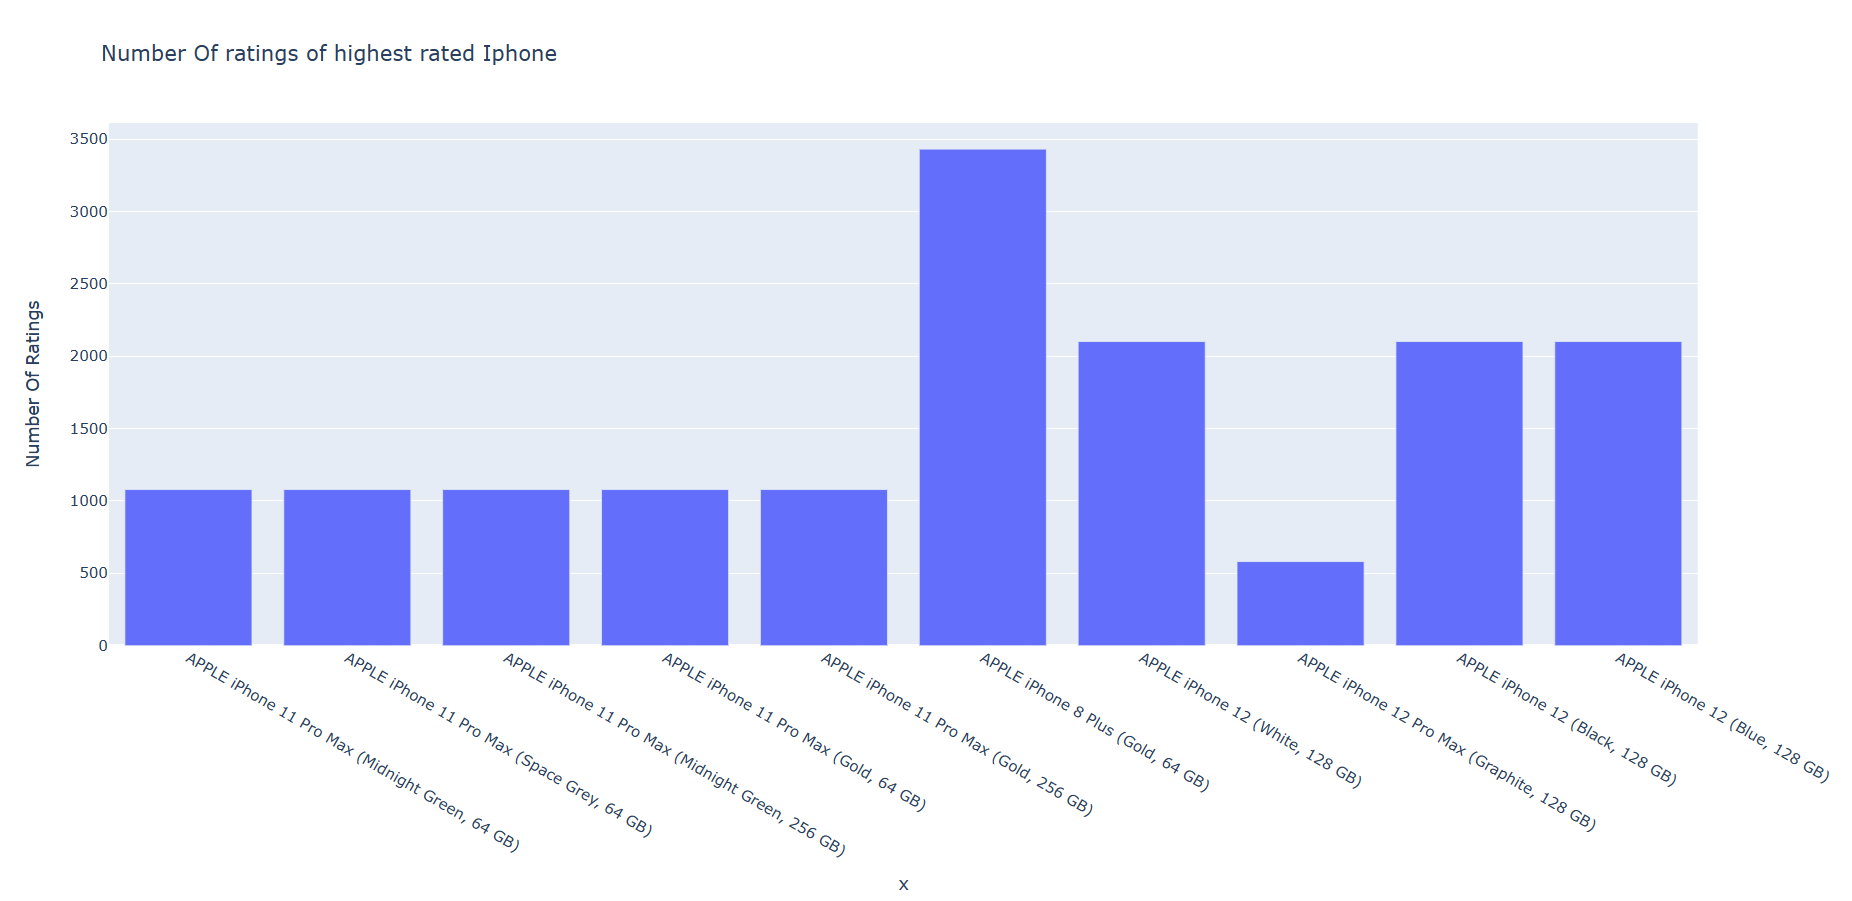 Number Of ratings of highest rated Iphone
Number Of Ratings
3500
3000
2500
2000
1500
1000
500
0
APPLE iPhone 11 Pro Max (Midnight Green, 64 GB)
APPLE iPhone 11 Pro Max (Space Grey, 64 GB)
APPLE iPhone 11 Pro Max (Midnight Green, 256 GB)
APPLE iPhone 11 Pro Max (Gold, 64 GB)
APPLE iPhone 11 Pro Max (Gold, 256 GB)
APPLE iPhone 8 Plus (Gold, 64 GB)
APPLE iPhone 12 (White, 128 GB)
APPLE iPhone 12 Pro Max (Graphite, 128 GB)
APPLE iPhone 12 (Black, 128 GB)
APPLE iPhone 12 (Blue, 128 GB)
x